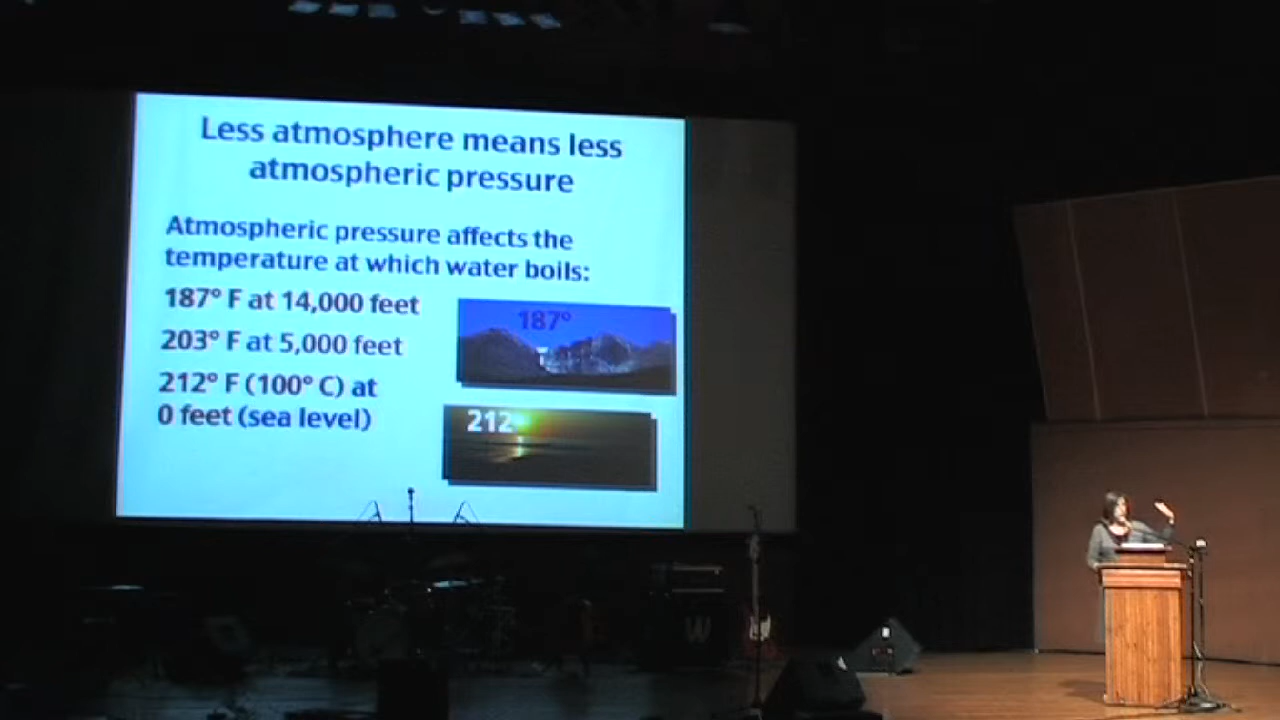 Less atmosphere means less
atmospheric pressure
Atmospheric pressure affects the
temperature at which water boils:
187° F at 14,000 feet
203° F at 5,000 feet
212° F (100° C) at
0 feet (sea level)
187°
212°
W